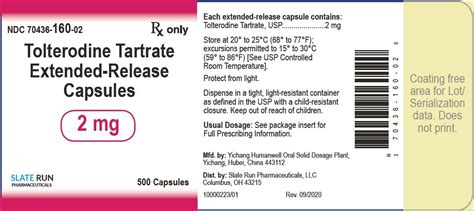 NDC 70436-160-02
Rx only
Tolterodine Tartrate
Extended-Release
Capsules
2 mg
SLATE RUN
PHARMACEUTICALS
500 Capsules
Each extended-release capsule contains:
Tolterodine Tartrate, USP....................2 mg
Store at 20° to 25°C (68° to 77°F);
excursions permitted to 15° to 30°C
(59° to 86°F) [See USP Controlled
Room Temperature].
Protect from light.
Dispense in a tight, light-resistant container
as defined in the USP with a child-resistant
closure. Keep out of reach of children.
Usual Dosage: See package insert for
Full Prescribing Information.
Mfd. by: Yichang Humanwell Oral Solid Dosage Plant,
Yichang, Hubei, China 443112
Dist. by: Slate Run Pharmaceuticals, LLC
Columbus, OH 43215
10000223/01
Rev. 09/2020
N
3
70436-160-02
0
Coating free
area for Lot/
Serialization
data. Does
not print.